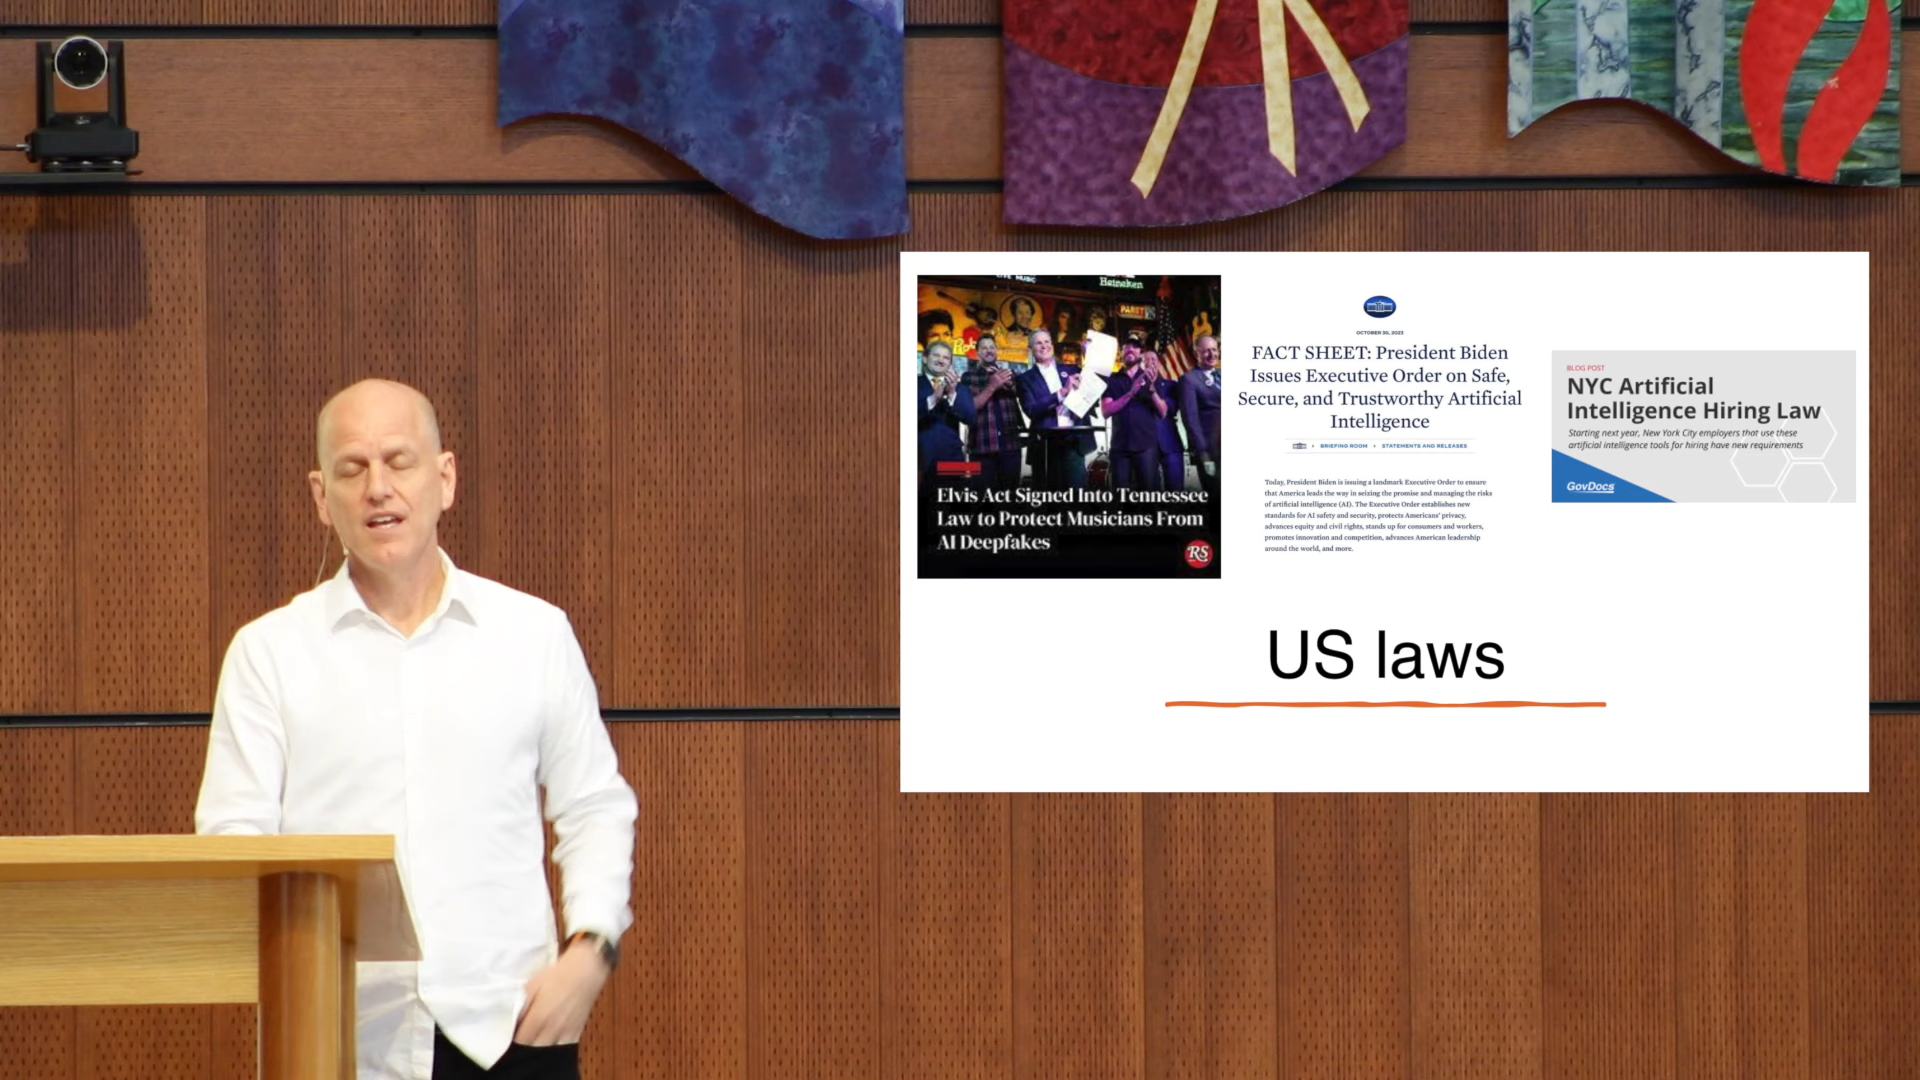 LIVE MUSIC
Heineken
PABST
Elvis Act Signed Into Tennessee
Law to Protect Musicians From
AI Deepfakes
RS
OCTOBER 30, 2023
FACT SHEET: President Biden
Issues Executive Order on Safe,
Secure, and Trustworthy Artificial
Intelligence
BRIEFING ROOM
STATEMENTS AND RELEASES
Today, President Biden is issuing a landmark Executive Order to ensure
that America leads the way in seizing the promise and managing the risks
of artificial intelligence (AI). The Executive Order establishes new
standards for AI safety and security, protects Americans' privacy,
advances equity and civil rights, stands up for consumers and workers,
promotes innovation and competition, advances American leadership
around the world, and more.
BLOG POST
NYC Artificial
Intelligence Hiring Law
Starting next year, New York City employers that use these
artificial intelligence tools for hiring have new requirements
GovDocs
US laws